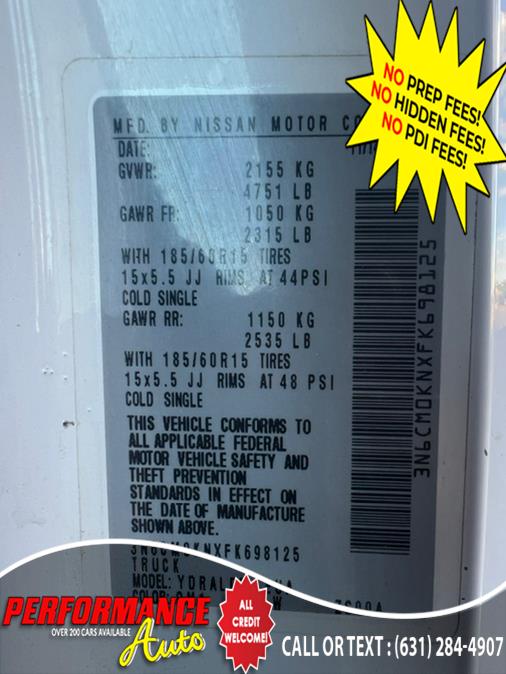 NO PREP FEES!
NO HIDDEN FEES!
NO PDI FEES!
MFD. BY NISSAN MOTOR CO
DATE:
GVWR: 2155 KG
4751 LB
GAWR FR: 1050 KG
2315 LB
WITH 185/60R15 TIRES
15x5.5 JJ RIMS AT 44PSI
COLD SINGLE
GAWR RR: 1150 KG
2535 LB
WITH 185/60R15 TIRES
15x5.5 JJ RIMS AT 48 PSI
COLD SINGLE
THIS VEHICLE CONFORMS TO
ALL APPLICABLE FEDERAL
MOTOR VEHICLE SAFETY AND
THEFT PREVENTION
STANDARDS IN EFFECT ON
THE DATE OF MANUFACTURE
SHOWN ABOVE.
3N6CM0KNXFK698125
TRUCK
MODEL:
COLOR:
3N6CM0KNXFK698125
PERFORMANCE
OVER 200 CARS AVAILABLE
Auto
ALL
CREDIT
WELCOME!
CALL OR TEXT : (631) 284-4907